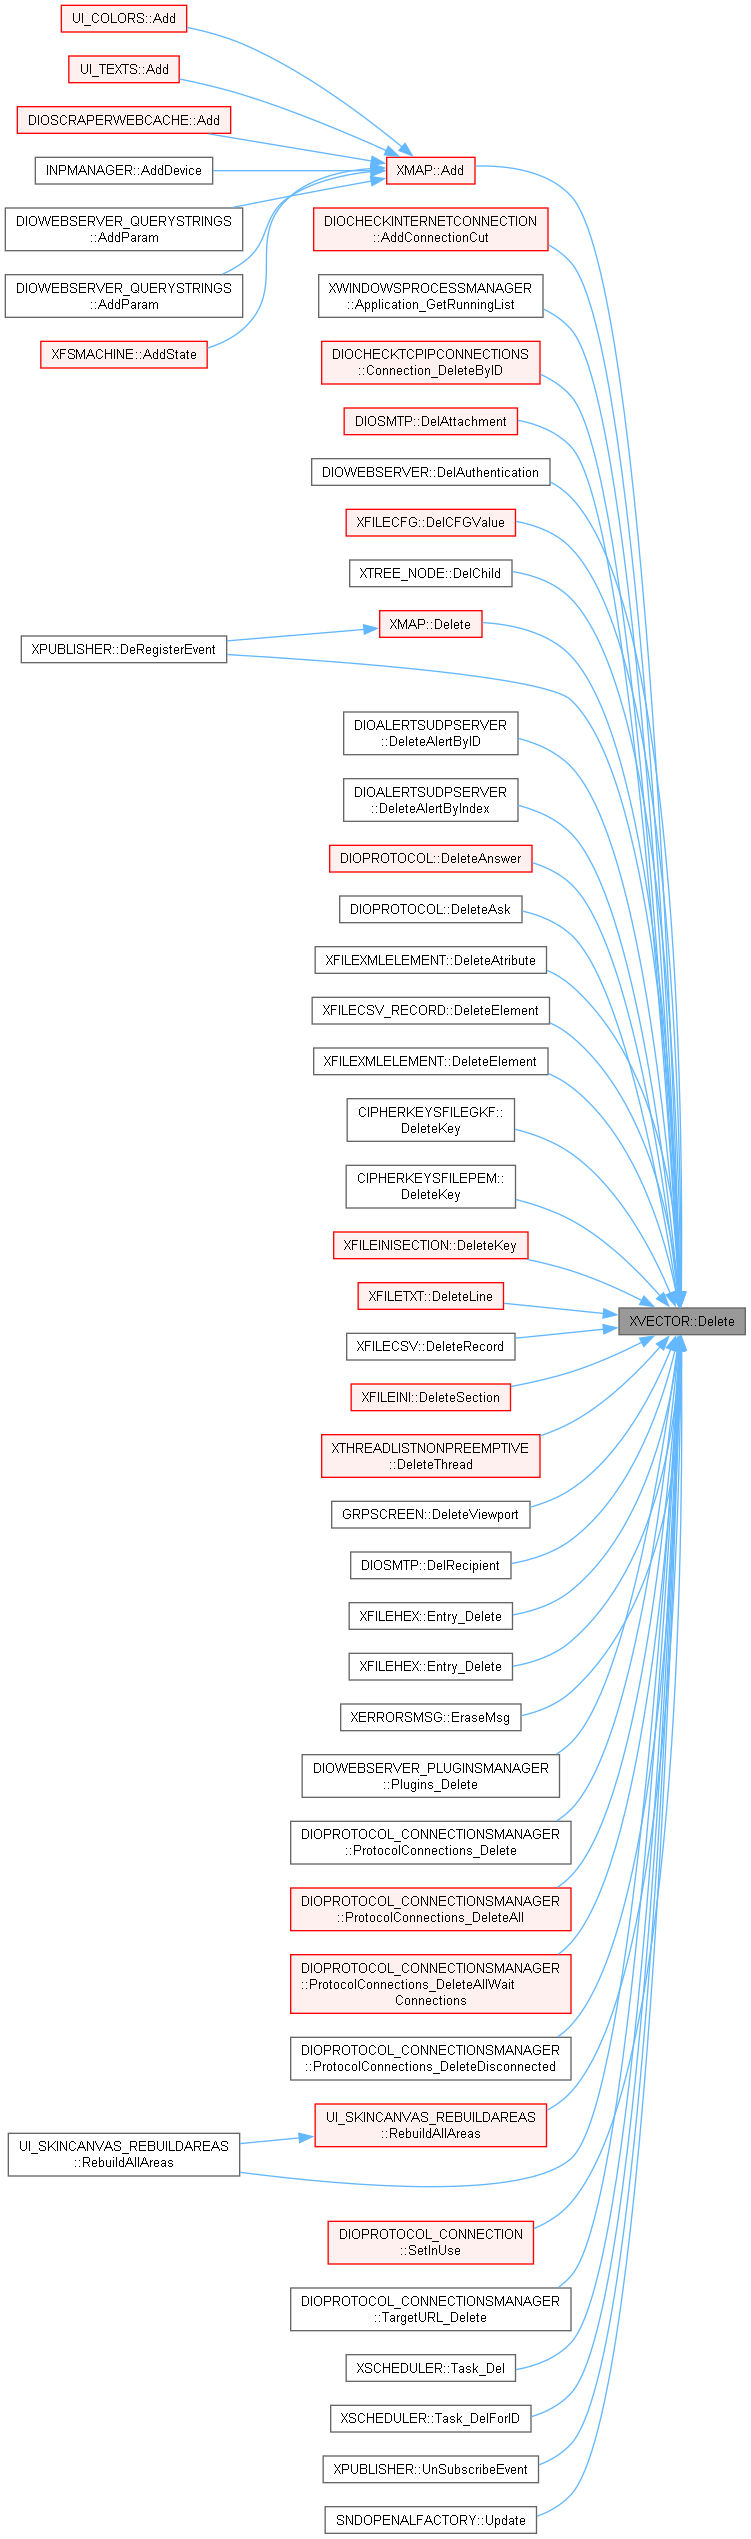 UI_COLORS::Add
UI_TEXTS::Add
DIOSCRAPERWEBCACHE::Add
INPMANAGER::AddDevice
DIOWEBSERVER_QUERYSTRINGS
::AddParam
DIOWEBSERVER_QUERYSTRINGS
::AddParam
XFSMACHINE::AddState
XMAP::Add
DIOCHECKINTERNETCONNECTION
::AddConnectionCut
XWINDOWSPROCESSMANAGER
::Application_GetRunningList
DIOCHECKTCPIPCONNECTIONS
::Connection_DeleteByID
DIOSMTP::DelAttachment
DIOWEBSERVER::DelAuthentication
XFILECFG::DelCFGValue
XTREE_NODE::DelChild
XMAP::Delete
XPUBLISHER::DeRegisterEvent
DIOALERTSUDPSERVER
::DeleteAlertByID
DIOALERTSUDPSERVER
::DeleteAlertByIndex
DIOPROTOCOL::DeleteAnswer
DIOPROTOCOL::DeleteAsk
XFILEXMLELEMENT::DeleteAtribute
XFILECSV_RECORD::DeleteElement
XFILEXMLELEMENT::DeleteElement
CIPHERKEYSFILEGKF::
DeleteKey
CIPHERKEYSFILEPEM::
DeleteKey
XFILEINISECTION::DeleteKey
XFILETXT::DeleteLine
XVECTOR::Delete
XFILECSV::DeleteRecord
XFILEINI::DeleteSection
XTHREADLISTNONPREEMPTIVE
::DeleteThread
GRPSCREEN::DeleteViewport
DIOSMTP::DelRecipient
XFILEHEX::Entry_Delete
XFILEHEX::Entry_Delete
XERRORSMSG::EraseMsg
DIOWEBSERVER_PLUGINSMANAGER
::Plugins_Delete
DIOPROTOCOL_CONNECTIONSMANAGER
::ProtocolConnections_Delete
DIOPROTOCOL_CONNECTIONSMANAGER
::ProtocolConnections_DeleteAll
DIOPROTOCOL_CONNECTIONSMANAGER
::ProtocolConnections_DeleteAllWait
Connections
DIOPROTOCOL_CONNECTIONSMANAGER
::ProtocolConnections_DeleteDisconnected
UI_SKINCANVAS_REBUILDAREAS
::RebuildAllAreas
UI_SKINCANVAS_REBUILDAREAS
::RebuildAllAreas
DIOPROTOCOL_CONNECTION
::SetInUse
DIOPROTOCOL_CONNECTIONSMANAGER
::TargetURL_Delete
XSCHEDULER::Task_Del
XSCHEDULER::Task_DelForID
XPUBLISHER::UnSubscribeEvent
SNDOPENALFACTORY::Update